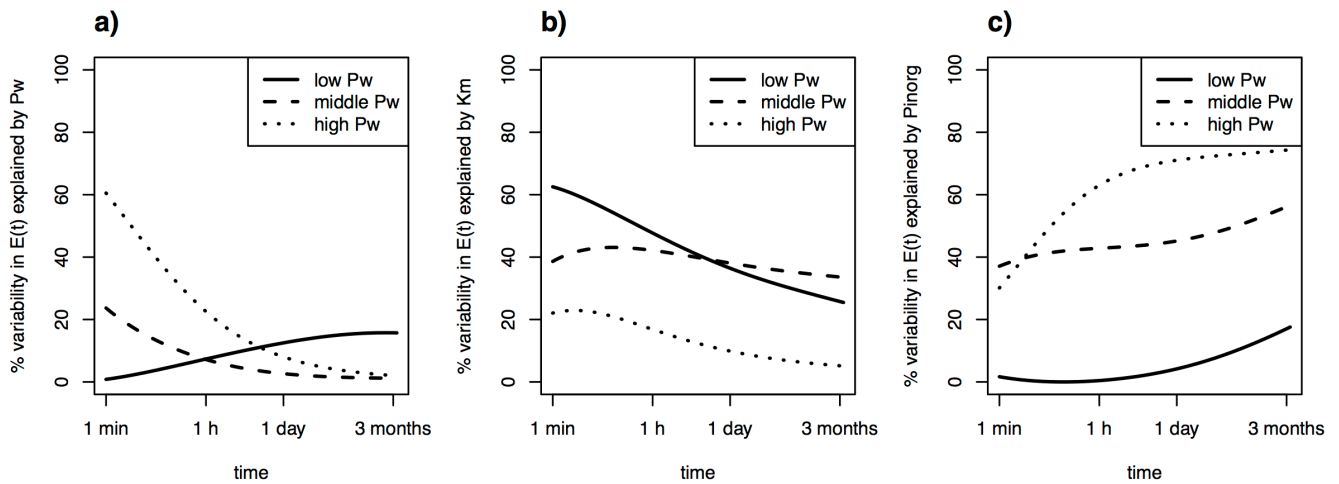 a)
% variability in E(t) explained by Pw
100
80
60
40
20
0
low Pw
middle Pw
high Pw
1 min
1 h
1 day
3 months
time
b)
% variability in E(t) explained by Km
100
80
60
40
20
0
low Pw
middle Pw
high Pw
1 min
1 h
1 day
3 months
time
c)
% variability in E(t) explained by Pinorg
100
80
60
40
20
0
low Pw
middle Pw
high Pw
1 min
1 h
1 day
3 months
time